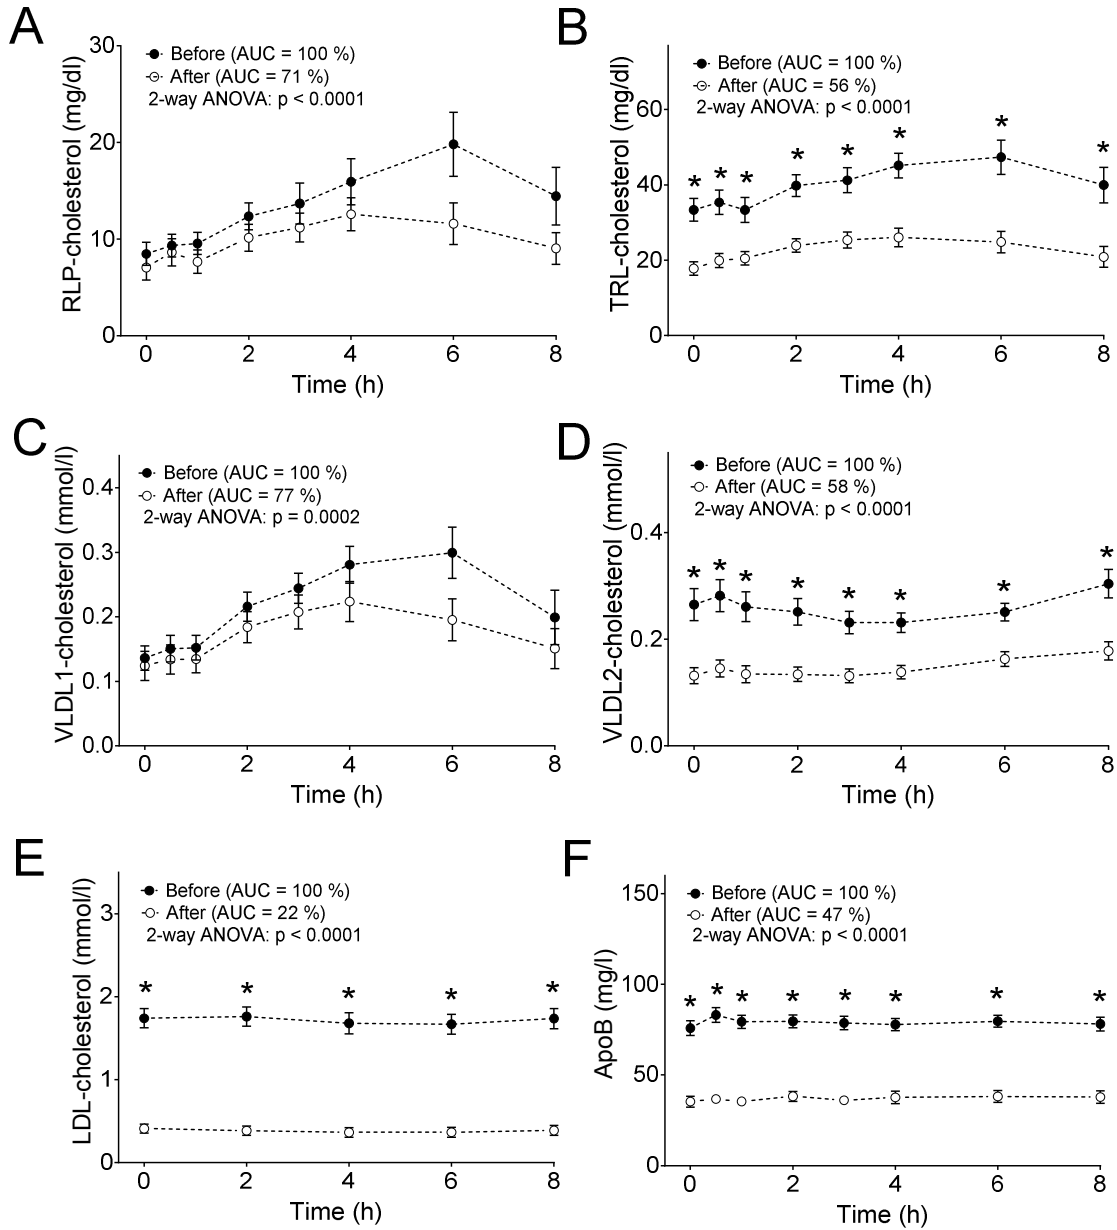 A
RLP-cholesterol (mg/dl)
30
20
10
0
Before (AUC = 100 %)
After (AUC = 71 %)
2-way ANOVA: p < 0.0001
0 2 4 6 8
Time (h)
B
TRL-cholesterol (mg/dl)
60
40
20
0
Before (AUC = 100 %)
After (AUC = 56 %)
2-way ANOVA: p < 0.0001
* * * * * * * *
0 2 4 6 8
Time (h)
C
VLDL1-cholesterol (mmol/l)
0.4
0.3
0.2
0.1
0.0
Before (AUC = 100 %)
After (AUC = 77 %)
2-way ANOVA: p = 0.0002
0 2 4 6 8
Time (h)
D
VLDL2-cholesterol (mmol/l)
0.4
0.2
0.0
Before (AUC = 100 %)
After (AUC = 58 %)
2-way ANOVA: p < 0.0001
* * * * * * * *
0 2 4 6 8
Time (h)
E
LDL-cholesterol (mmol/l)
3
2
1
0
Before (AUC = 100 %)
After (AUC = 22 %)
2-way ANOVA: p < 0.0001
* * * * *
0 2 4 6 8
Time (h)
F
ApoB (mg/l)
150
100
50
0
Before (AUC = 100 %)
After (AUC = 47 %)
2-way ANOVA: p < 0.0001
* * * * * * * *
0 2 4 6 8
Time (h)